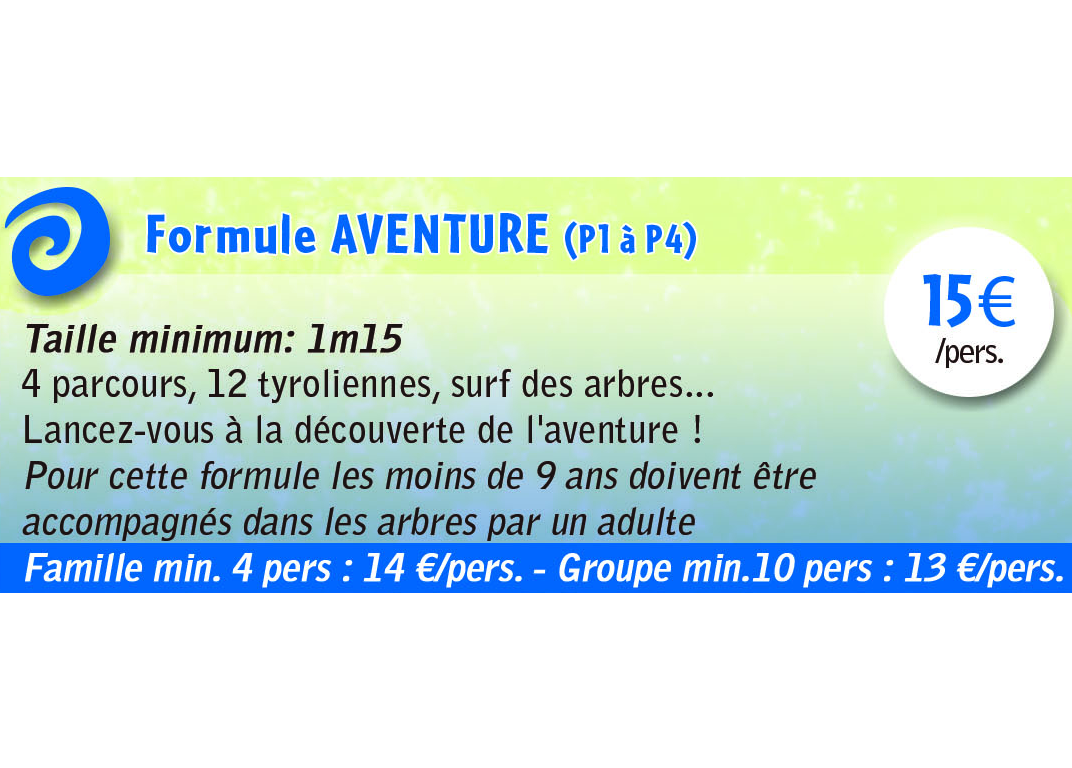 Formule AVENTURE (P1 à P4)
15€
/pers.
Taille minimum: 1m15
4 parcours, 12 tyroliennes, surf des arbres...
Lancez-vous à la découverte de l'aventure !
Pour cette formule les moins de 9 ans doivent être
accompagnés dans les arbres par un adulte
Famille min. 4 pers : 14 €/pers. - Groupe min.10 pers : 13 €/pers.